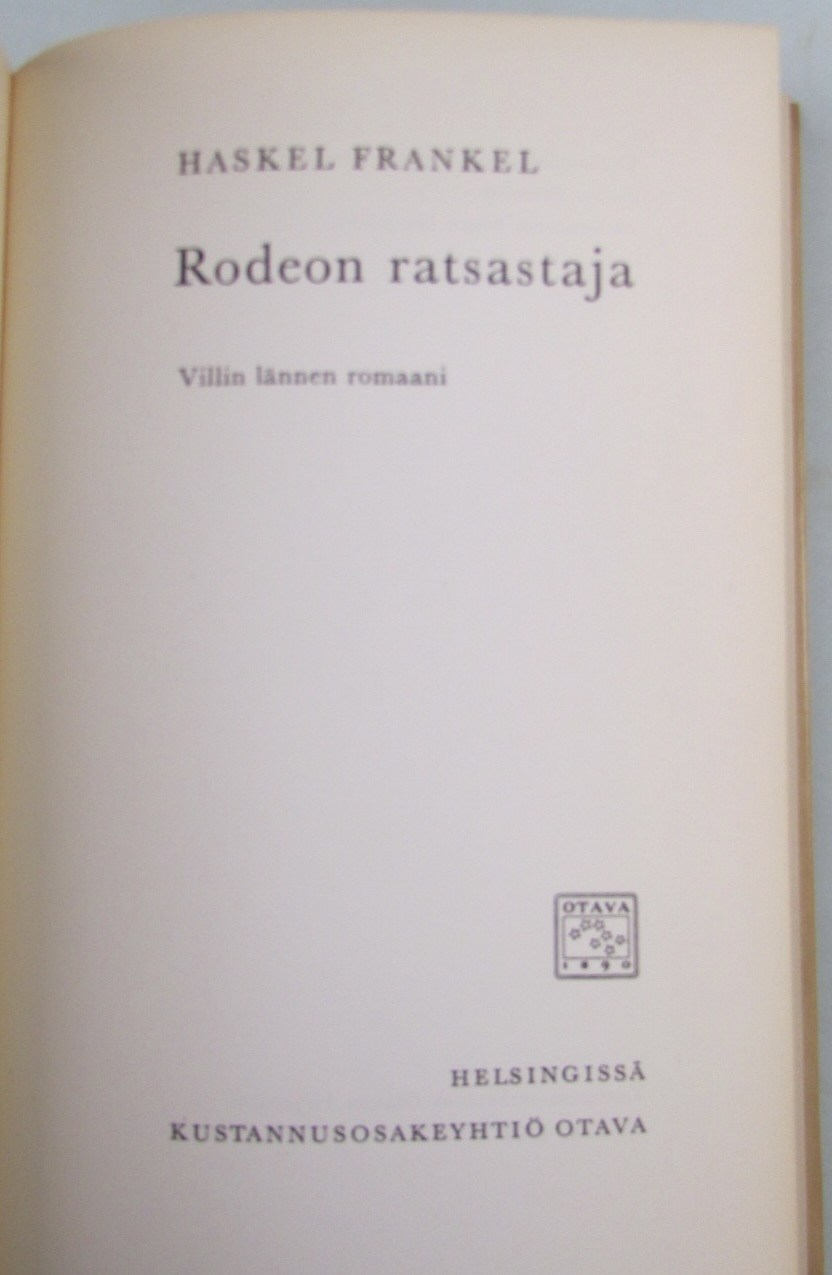 HASKEL FRANKEL
Rodeon ratsastaja
Villin lännen romaani
OTAVA
1890
HELSINGISSÄ
KUSTANNUSOSAKEYHTIÖ OTAVA